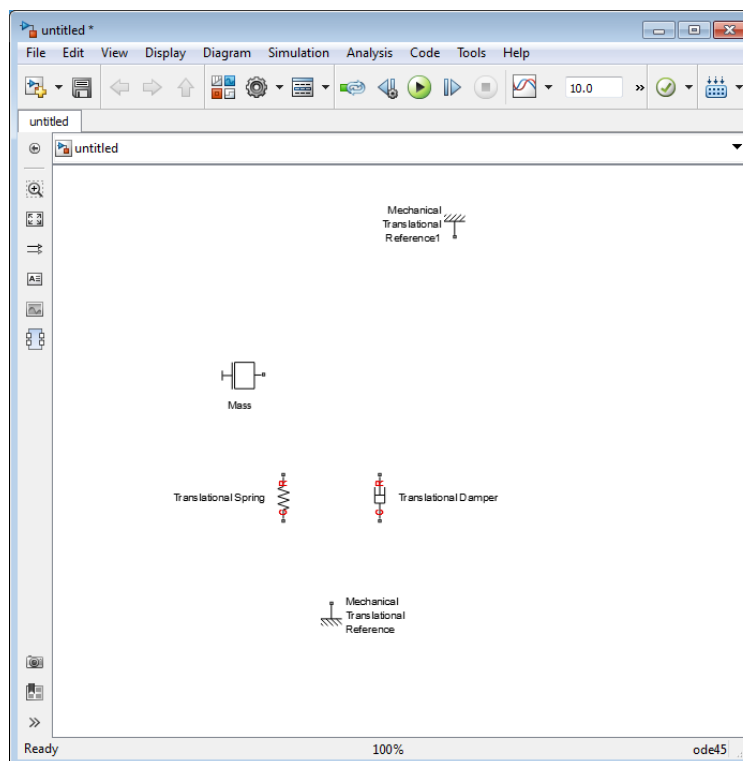 untitled *
File Edit View Display Diagram Simulation Analysis Code Tools Help
10.0
»
untitled
untitled
Mechanical
Translational
Reference1
Mass
Translational Spring
R
C
Translational Damper
R
C
Mechanical
Translational
Reference
Ready 100% ode45